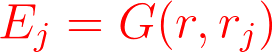 E_j = G(r, r_j)